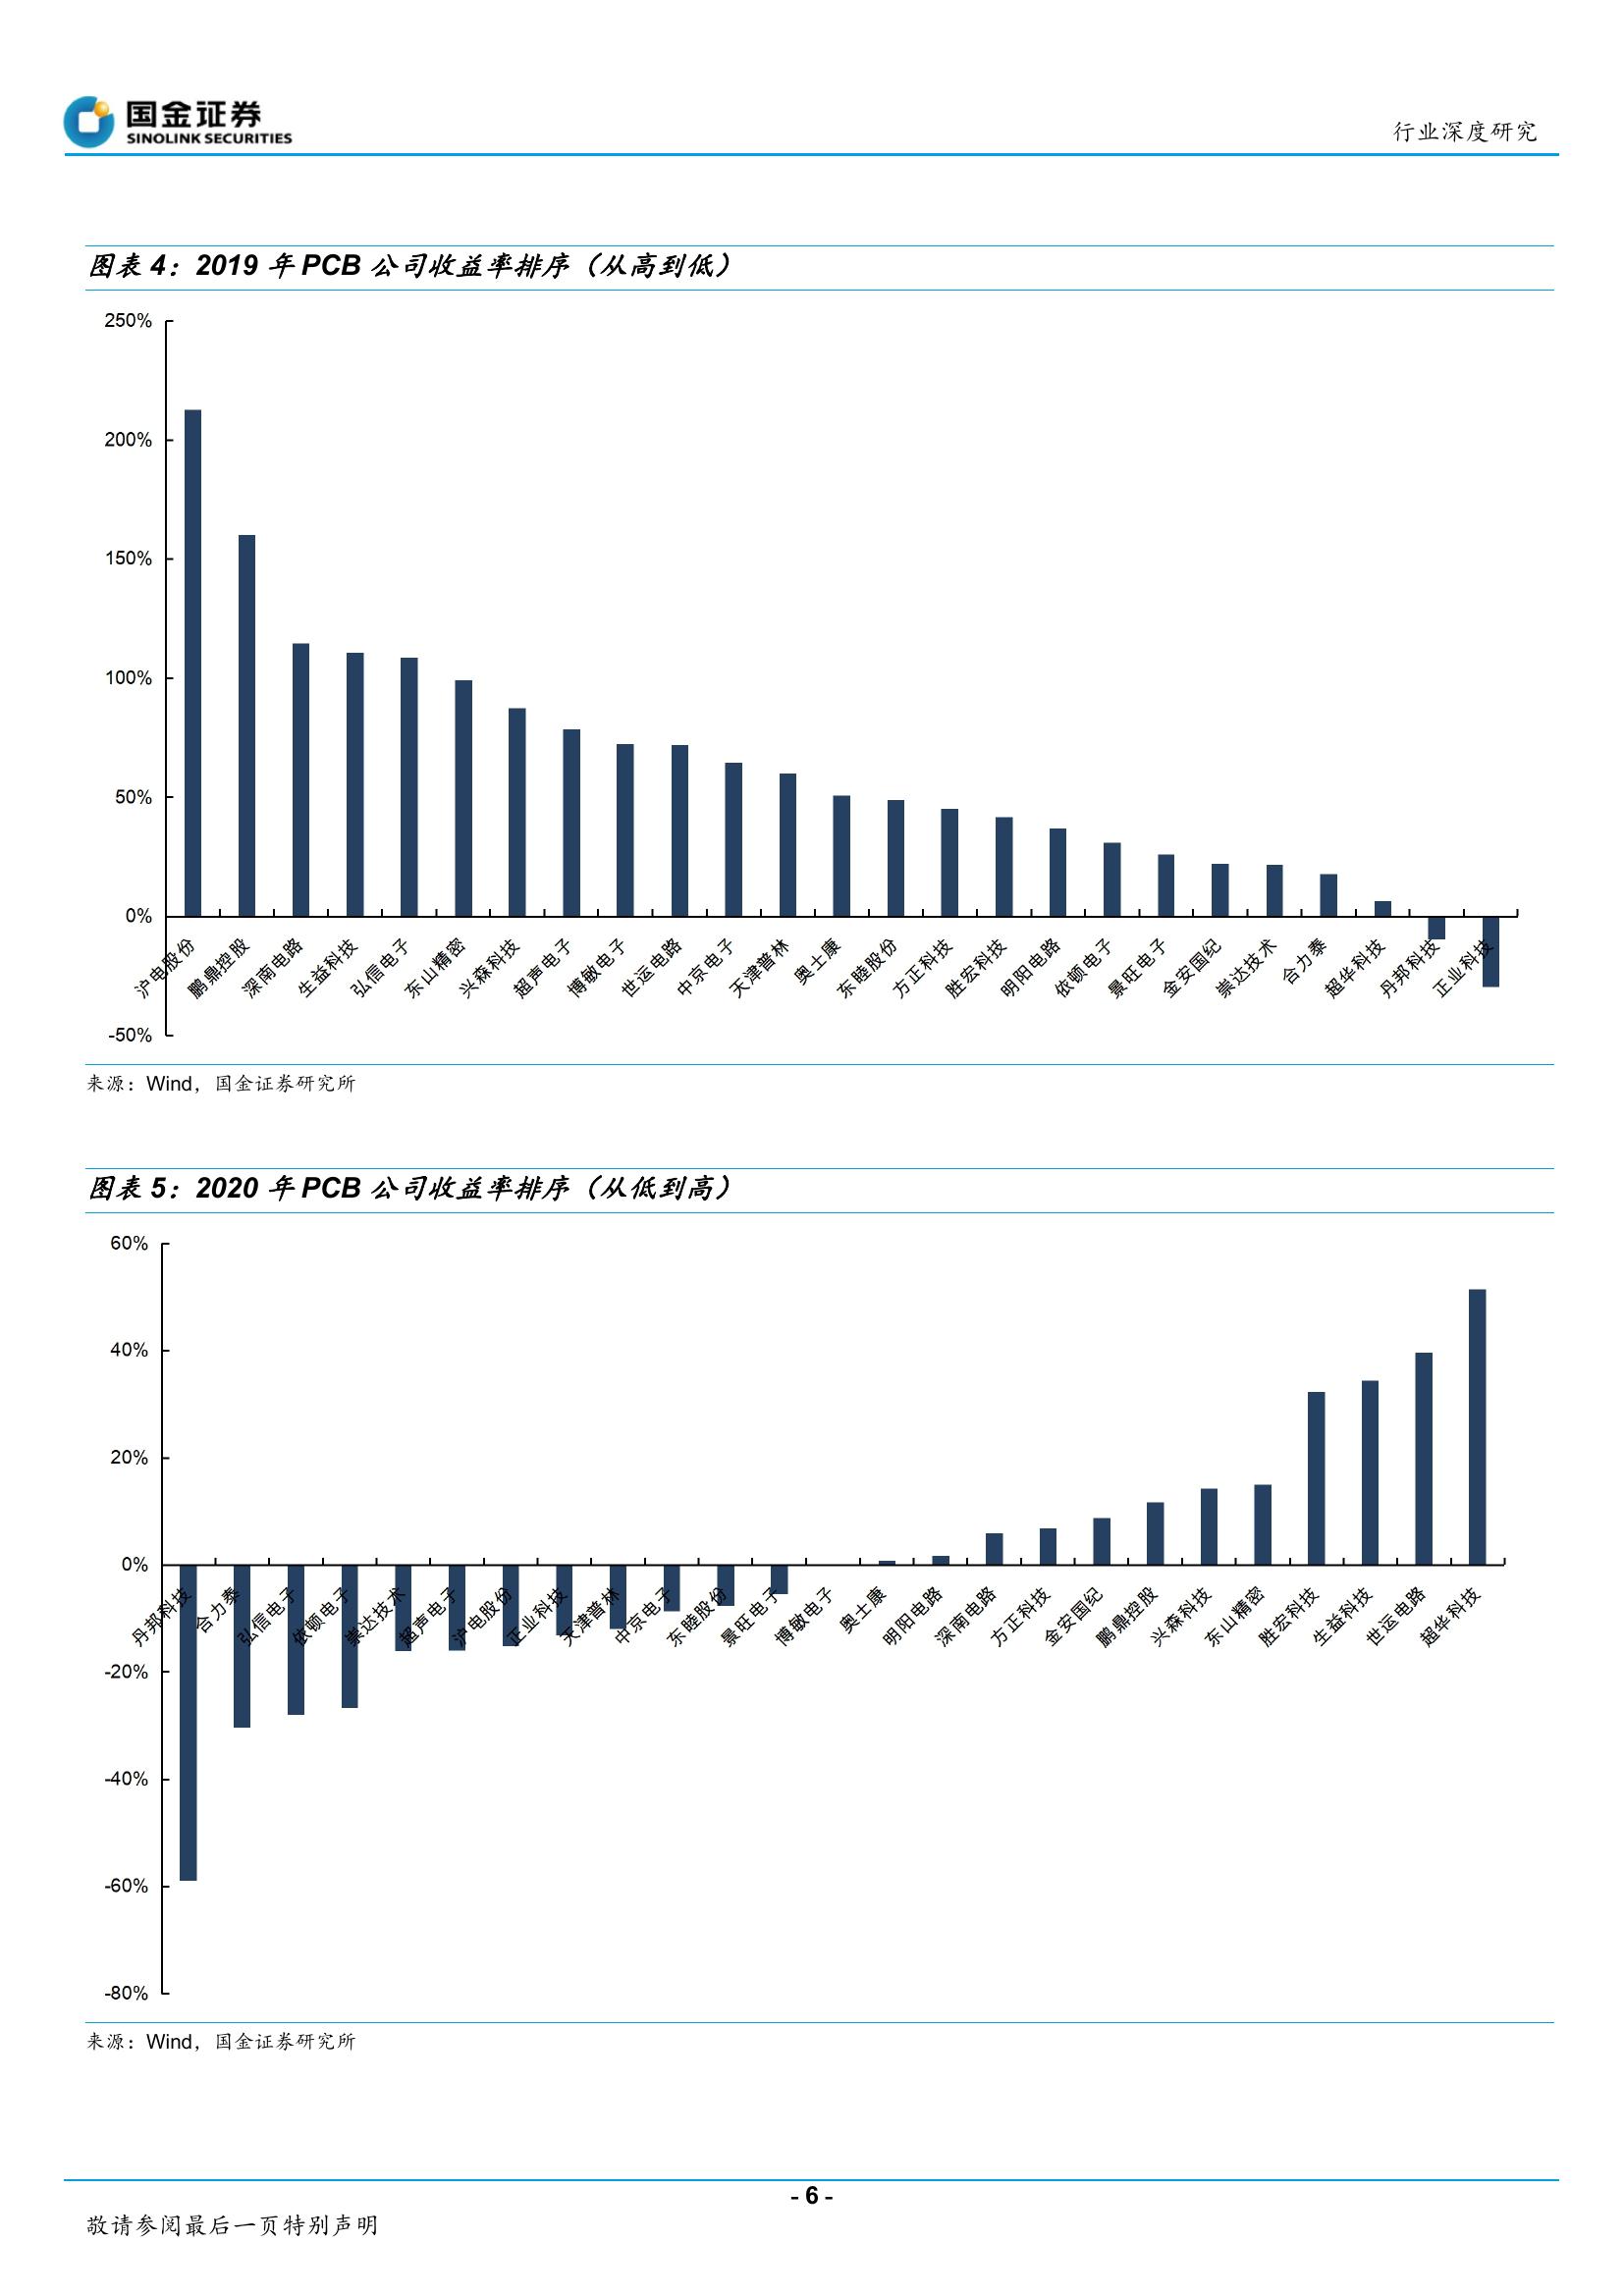 国金证券
SINOLINK SECURITIES
行业深度研究
图表 4：2019 年 PCB 公司收益率排序（从高到低）
250%
200%
150%
100%
50%
0%
-50%
沪电股份
鹏鼎控股
深南电路
生益科技
弘信电子
东山精密
兴森科技
超声电子
博敏电子
世运电路
中京电子
天津普林
奥士康
东睦股份
方正科技
胜宏科技
明阳电路
依顿电子
景旺电子
金安国纪
崇达技术
合力泰
超华科技
丹邦科技
正业科技
来源：Wind，国金证券研究所
图表 5：2020 年 PCB 公司收益率排序（从低到高）
60%
40%
20%
0%
-20%
-40%
-60%
-80%
丹邦科技
合力泰
弘信电子
依顿电子
崇达技术
超声电子
沪电股份
正业科技
天津普林
中京电子
东睦股份
景旺电子
博敏电子
奥士康
明阳电路
深南电路
方正科技
金安国纪
鹏鼎控股
兴森科技
东山精密
胜宏科技
生益科技
世运电路
超华科技
来源：Wind，国金证券研究所
- 6 -
敬请参阅最后一页特别声明